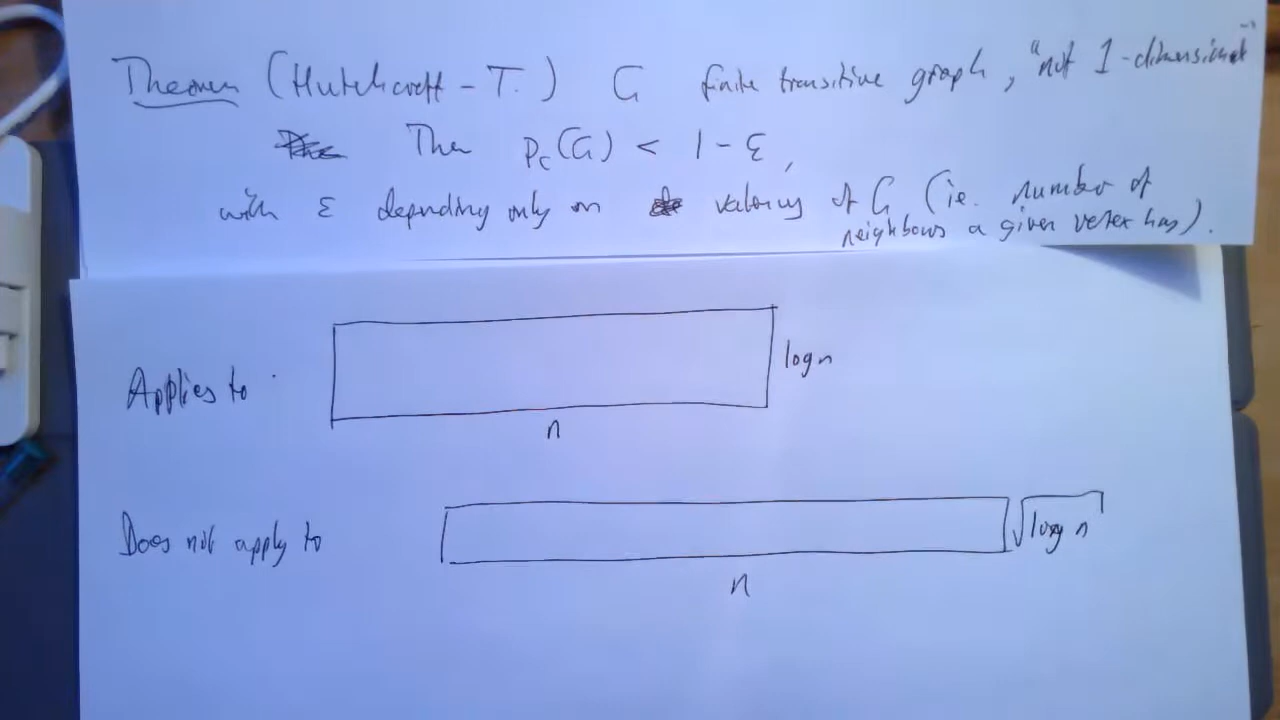 Theorem (Hutchcroft - T.) G finite transitive graph, "not 1-dimensional"
Then pc(G) < 1 - ε,
with ε depending only on valency of G (ie. number of
neighbours a given vertex has).
Applies to
log n
n
Does not apply to
√log n
n